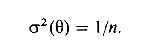 σ²(θ) = 1/n.